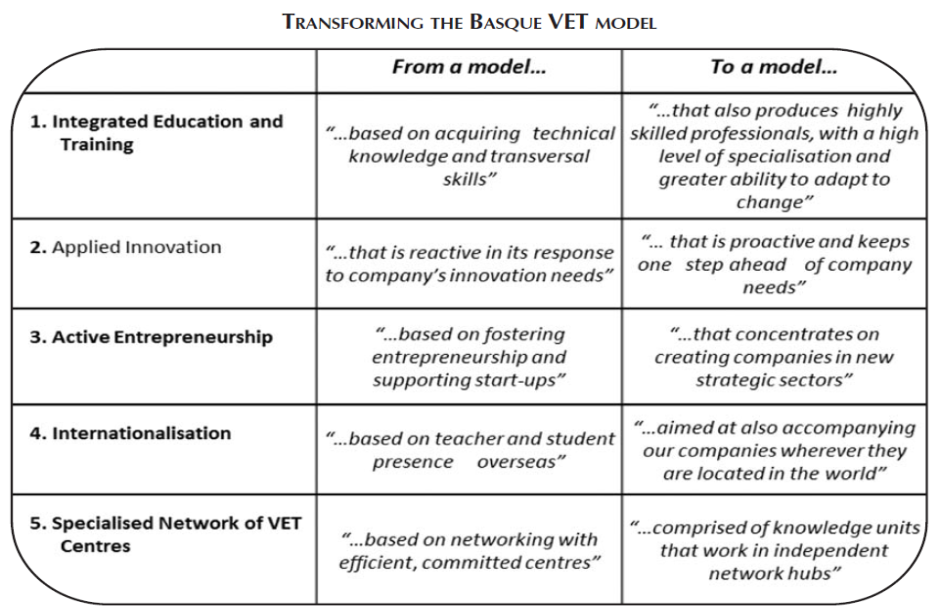 TRANSFORMING THE BASQUE VET MODEL
From a model...
To a model...
1. Integrated Education and
Training
"...based on acquiring technical
knowledge and transversal
skills"
"...that also produces highly
skilled professionals, with a high
level of specialisation and
greater ability to adapt to
change"
2. Applied Innovation
"...that is reactive in its response
to company's innovation needs"
"... that is proactive and keeps
one step ahead of company
needs"
3. Active Entrepreneurship
"...based on fostering
entrepreneurship and
supporting start-ups"
"...that concentrates on
creating companies in new
strategic sectors"
4. Internationalisation
"...based on teacher and student
presence overseas"
"...aimed at also accompanying
our companies wherever they
are located in the world"
5. Specialised Network of VET
Centres
"...based on networking with
efficient, committed centres"
"...comprised of knowledge units
that work in independent
network hubs"